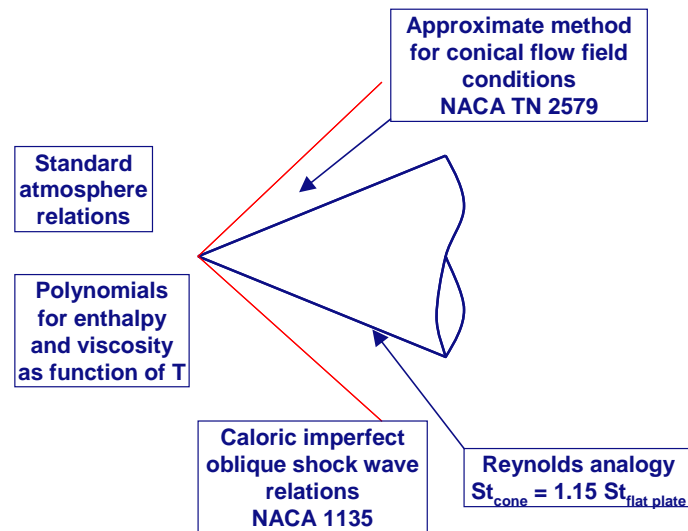 Approximate method
for conical flow field
conditions
NACA TN 2579
Standard
atmosphere
relations
Polynomials
for enthalpy
and viscosity
as function of T
Caloric imperfect
oblique shock wave
relations
NACA 1135
Reynolds analogy
St_cone = 1.15 St_flat plate